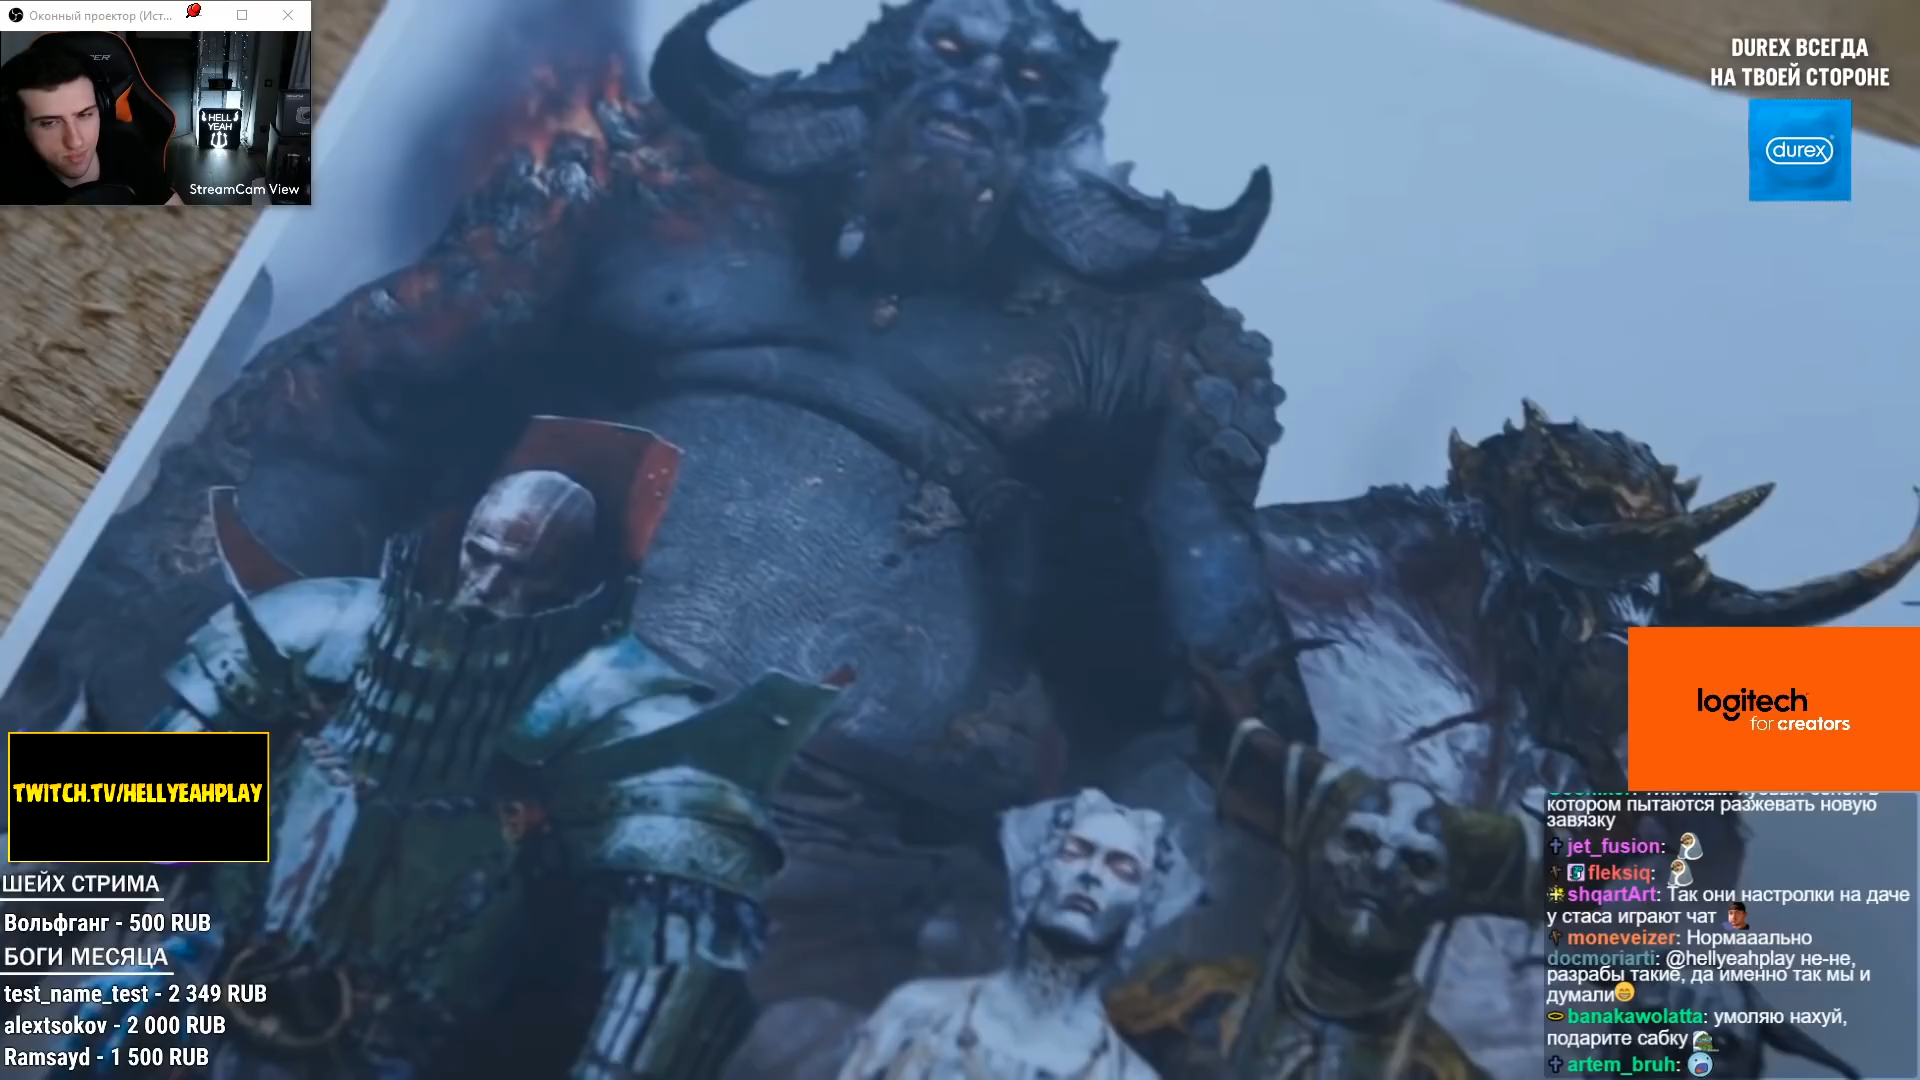 Оконный проектор (Ист...
HELL
YEAH
StreamCam View
DUREX ВСЕГДА
НА ТВОЕЙ СТОРОНЕ
durex
logitech
for creators
TWITCH.TV/HELLYEAHPLAY
ШЕЙХ СТРИМА
Вольфганг - 500 RUB
БОГИ МЕСЯЦА
test_name_test - 2 349 RUB
alextsokov - 2 000 RUB
Ramsayd - 1 500 RUB
котором пытаются разжевать новую
завязку
jet_fusion:
fleksiq:
shqartArt: Так они настролки на даче
у стаса играют чат
moneveizer: Нормааально
docmoriarti: @hellyeahplay не-не,
разрабы такие, да именно так мы и
думали😁
banakawolatta: умоляю нахуй,
подарите сабку
artem_bruh: